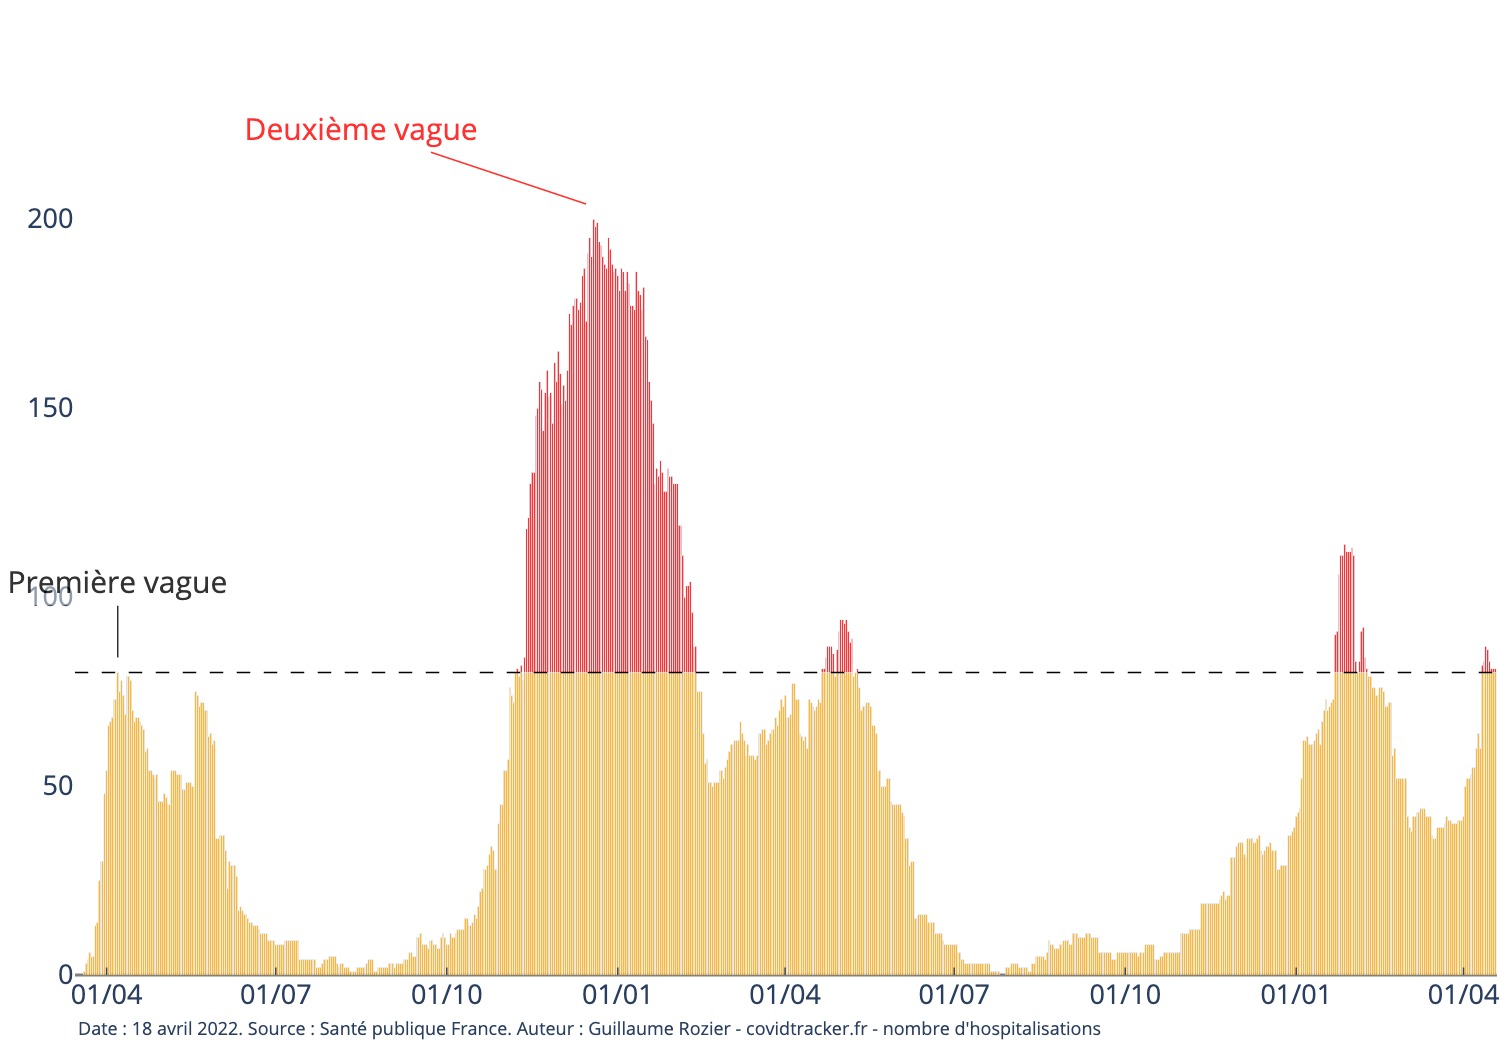 Deuxième vague
200
150
Première vague
100
50
0
01/04 01/07 01/10 01/01 01/04 01/07 01/10 01/01 01/04
Date : 18 avril 2022. Source : Santé publique France. Auteur : Guillaume Rozier - covidtracker.fr - nombre d'hospitalisations